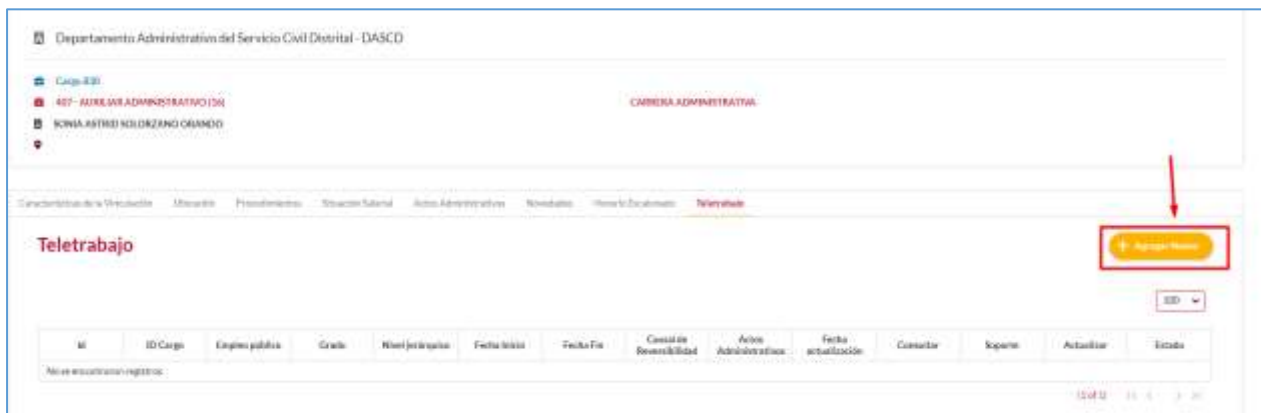 Departamento Administrativo del Servicio Civil Distrital - DASCD
Cargo 830
407 - AUXILIAR ADMINISTRATIVO (16) CARRERA ADMINISTRATIVA
SONIA ASTRID SOLORZANO
Características de la Vinculación Ubicación Procedimientos Situación Salarial Actos Administrativos Novedades Horario Escalonado Teletrabajo
Teletrabajo
+ Agregar Nuevo
100
Id ID Cargo Empleo público Grado Nivel jerárquico Fecha Inicio Fecha Fin Causal de Reversibilidad Actos Administrativos Fecha actualización Consultar Soporte Actualizar Estado
No se encontraron registros